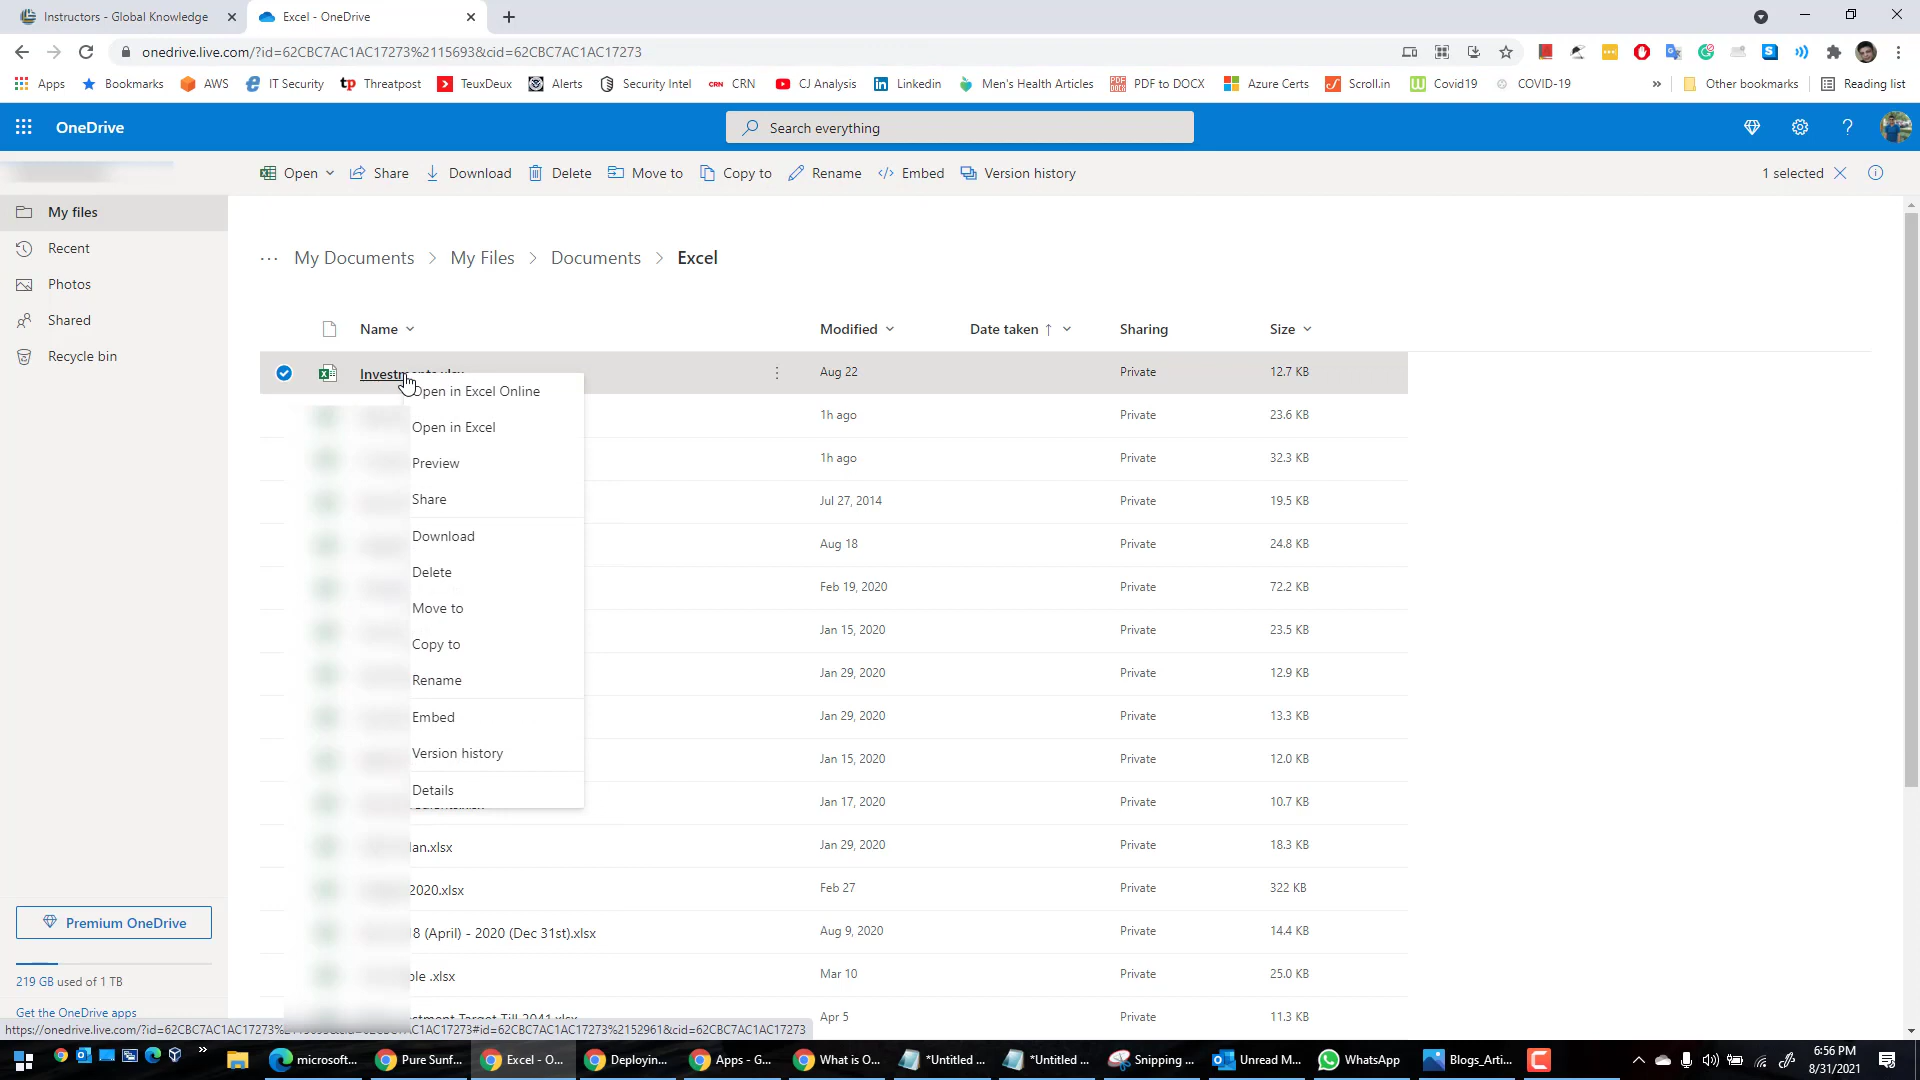 Instructors - Global Knowledge
Excel - OneDrive
onedrive.live.com/?id=62CBC7AC1AC17273%2115693&cid=62CBC7AC1AC17273
Apps Bookmarks AWS IT Security Threatpost TeuxDeux Alerts Security Intel CRN CJ Analysis Linkedin Men's Health Articles PDF to DOCX Azure Certs Scroll.in Covid19 COVID-19 » Other bookmarks Reading list
OneDrive
Search everything
Open Share Download Delete Move to Copy to Rename Embed Version history 1 selected
My files
Recent
Photos
Shared
Recycle bin
Premium OneDrive
219 GB used of 1 TB
Get the OneDrive apps
··· My Documents > My Files > Documents > Excel
Name Modified Date taken ↑ Sharing Size
Aug 22 Private 12.7 KB
1h ago Private 23.6 KB
1h ago Private 32.3 KB
Jul 27, 2014 Private 19.5 KB
Aug 18 Private 24.8 KB
Feb 19, 2020 Private 72.2 KB
Jan 15, 2020 Private 23.5 KB
Jan 29, 2020 Private 12.9 KB
Jan 29, 2020 Private 13.3 KB
Jan 15, 2020 Private 12.0 KB
Jan 17, 2020 Private 10.7 KB
lan.xlsx Jan 29, 2020 Private 18.3 KB
2020.xlsx Feb 27 Private 322 KB
8 (April) - 2020 (Dec 31st).xlsx Aug 9, 2020 Private 14.4 KB
ple .xlsx Mar 10 Private 25.0 KB
Apr 5 Private 11.3 KB
Open in Excel Online
Open in Excel
Preview
Share
Download
Delete
Move to
Copy to
Rename
Embed
Version history
Details
microsoft... Pure Sunf... Excel - O... Deployin... Apps - G... What is O... *Untitled ... *Untitled ... Snipping ... Unread M... WhatsApp Blogs_Arti...
6:56 PM
8/31/2021